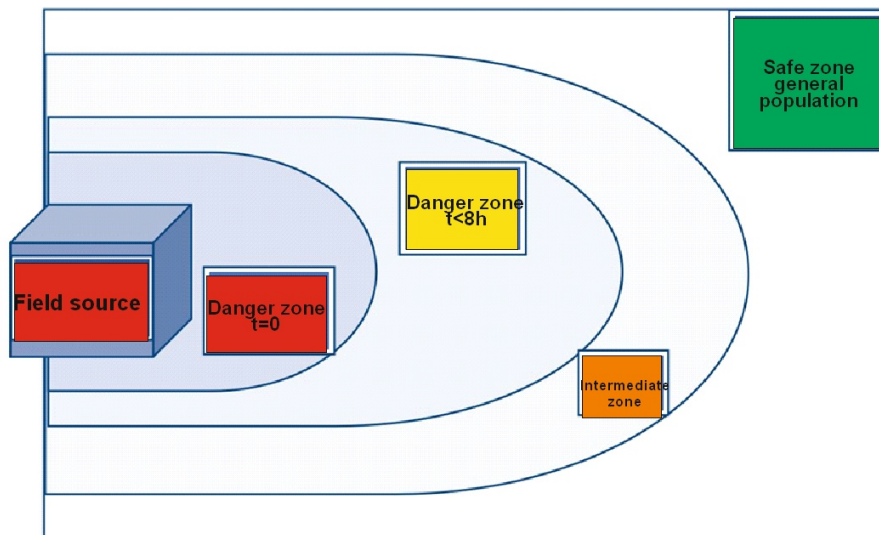 Safe zone
general
population
Danger zone
t<8h
Field source
Danger zone
t=0
Intermediate
zone